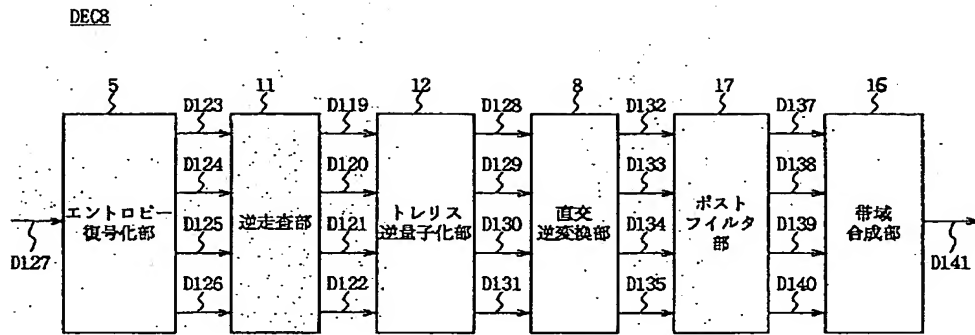 DEC8
5
11
12
8
17
16
D123
D119
D128
D132
D137
D124
D120
D129
D133
D138
D125
D121
D130
D134
D139
D126
D122
D131
D135
D140
D127
D141
エントロピー
復号化部
逆走査部
トレリス
逆量子化部
直交
逆変換部
ポスト
フィルタ
部
帯域
合成部